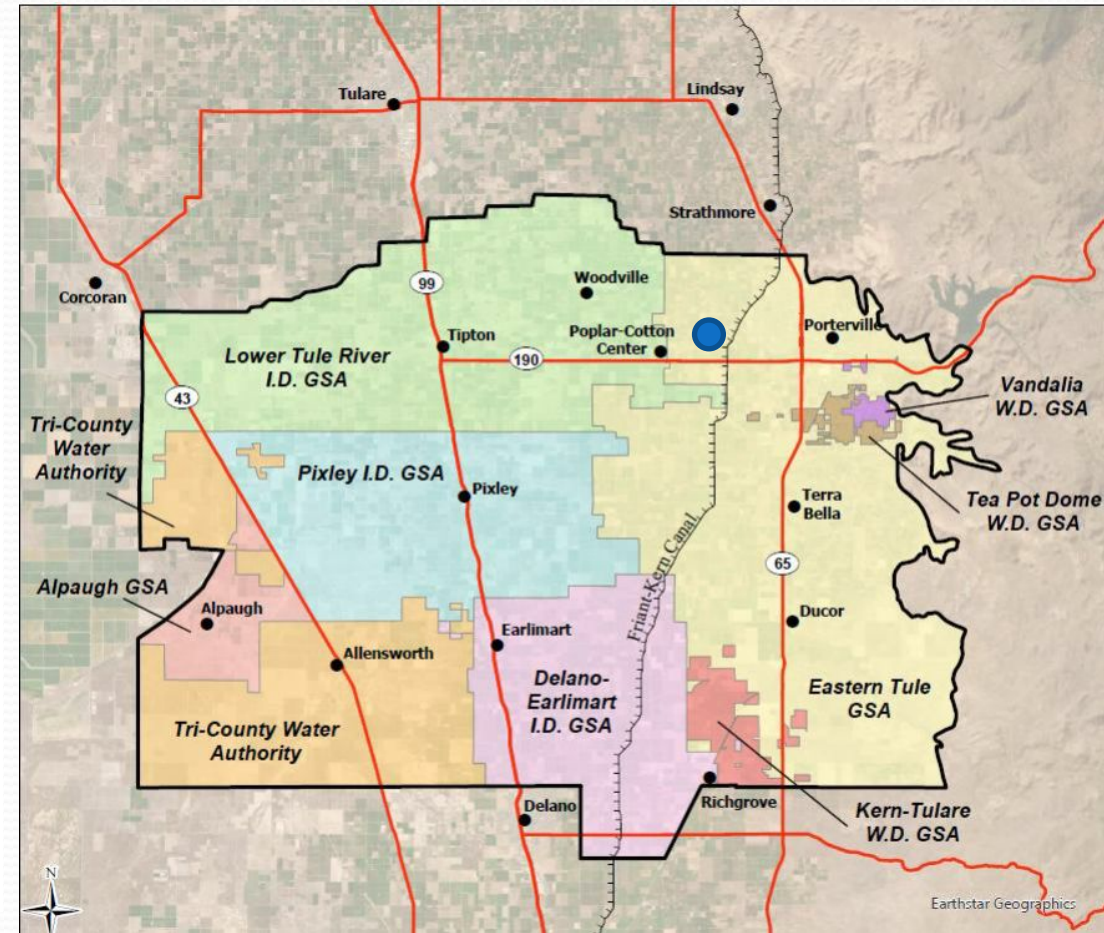 Tulare
Lindsay
Strathmore
Corcoran
99
Woodville
Tipton
Poplar-Cotton
Center
190
Porterville
Lower Tule River
I.D. GSA
43
Vandalia
W.D. GSA
Tri-County
Water
Authority
Pixley I.D. GSA
Pixley
Terra
Bella
Tea Pot Dome
W.D. GSA
Friant-Kern Canal
65
Alpaugh GSA
Alpaugh
Ducor
Earlimart
Allensworth
Delano-
Earlimart
I.D. GSA
Eastern Tule
GSA
Tri-County Water
Authority
Richgrove
Delano
Kern-Tulare
W.D. GSA
N
Earthstar Geographics